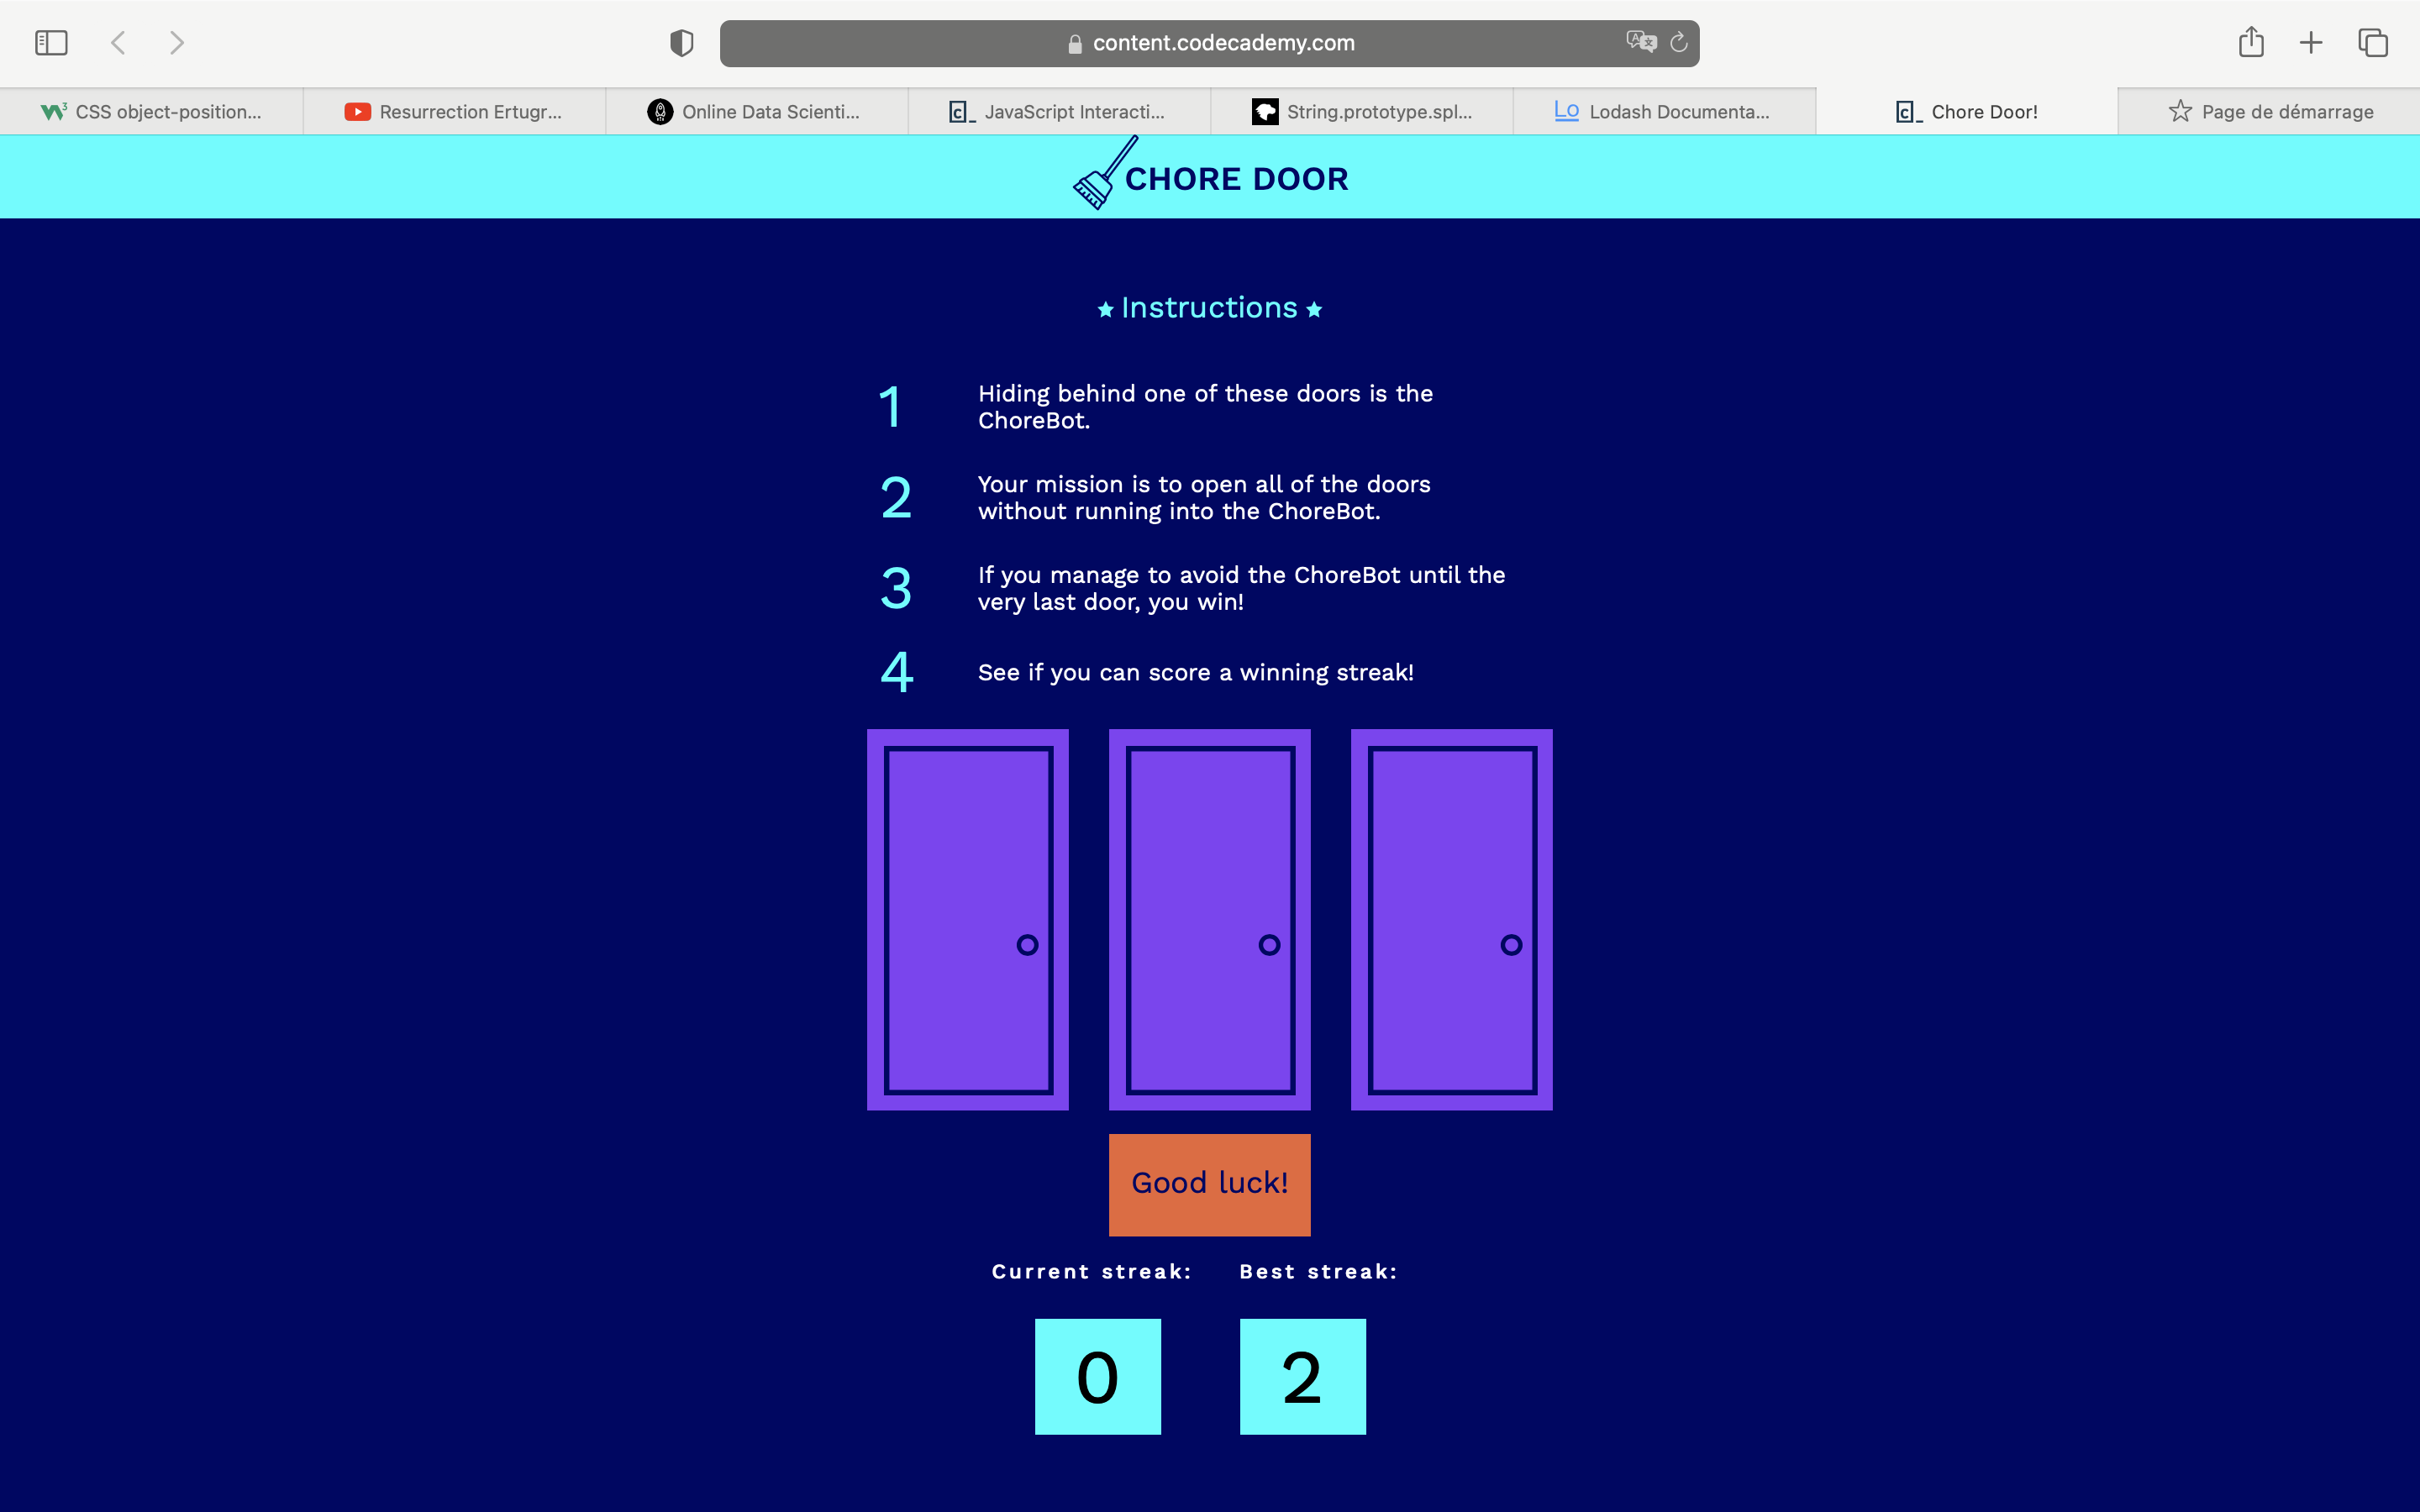 content.codecademy.com
CSS object-position...
Resurrection Ertugr...
Online Data Scienti...
JavaScript Interacti...
String.prototype.spl...
Lo Lodash Documenta...
Chore Door!
Page de démarrage
CHORE DOOR
Instructions
1 Hiding behind one of these doors is the
ChoreBot.
2 Your mission is to open all of the doors
without running into the ChoreBot.
3 If you manage to avoid the ChoreBot until the
very last door, you win!
4 See if you can score a winning streak!
Good luck!
Current streak: Best streak:
0 2